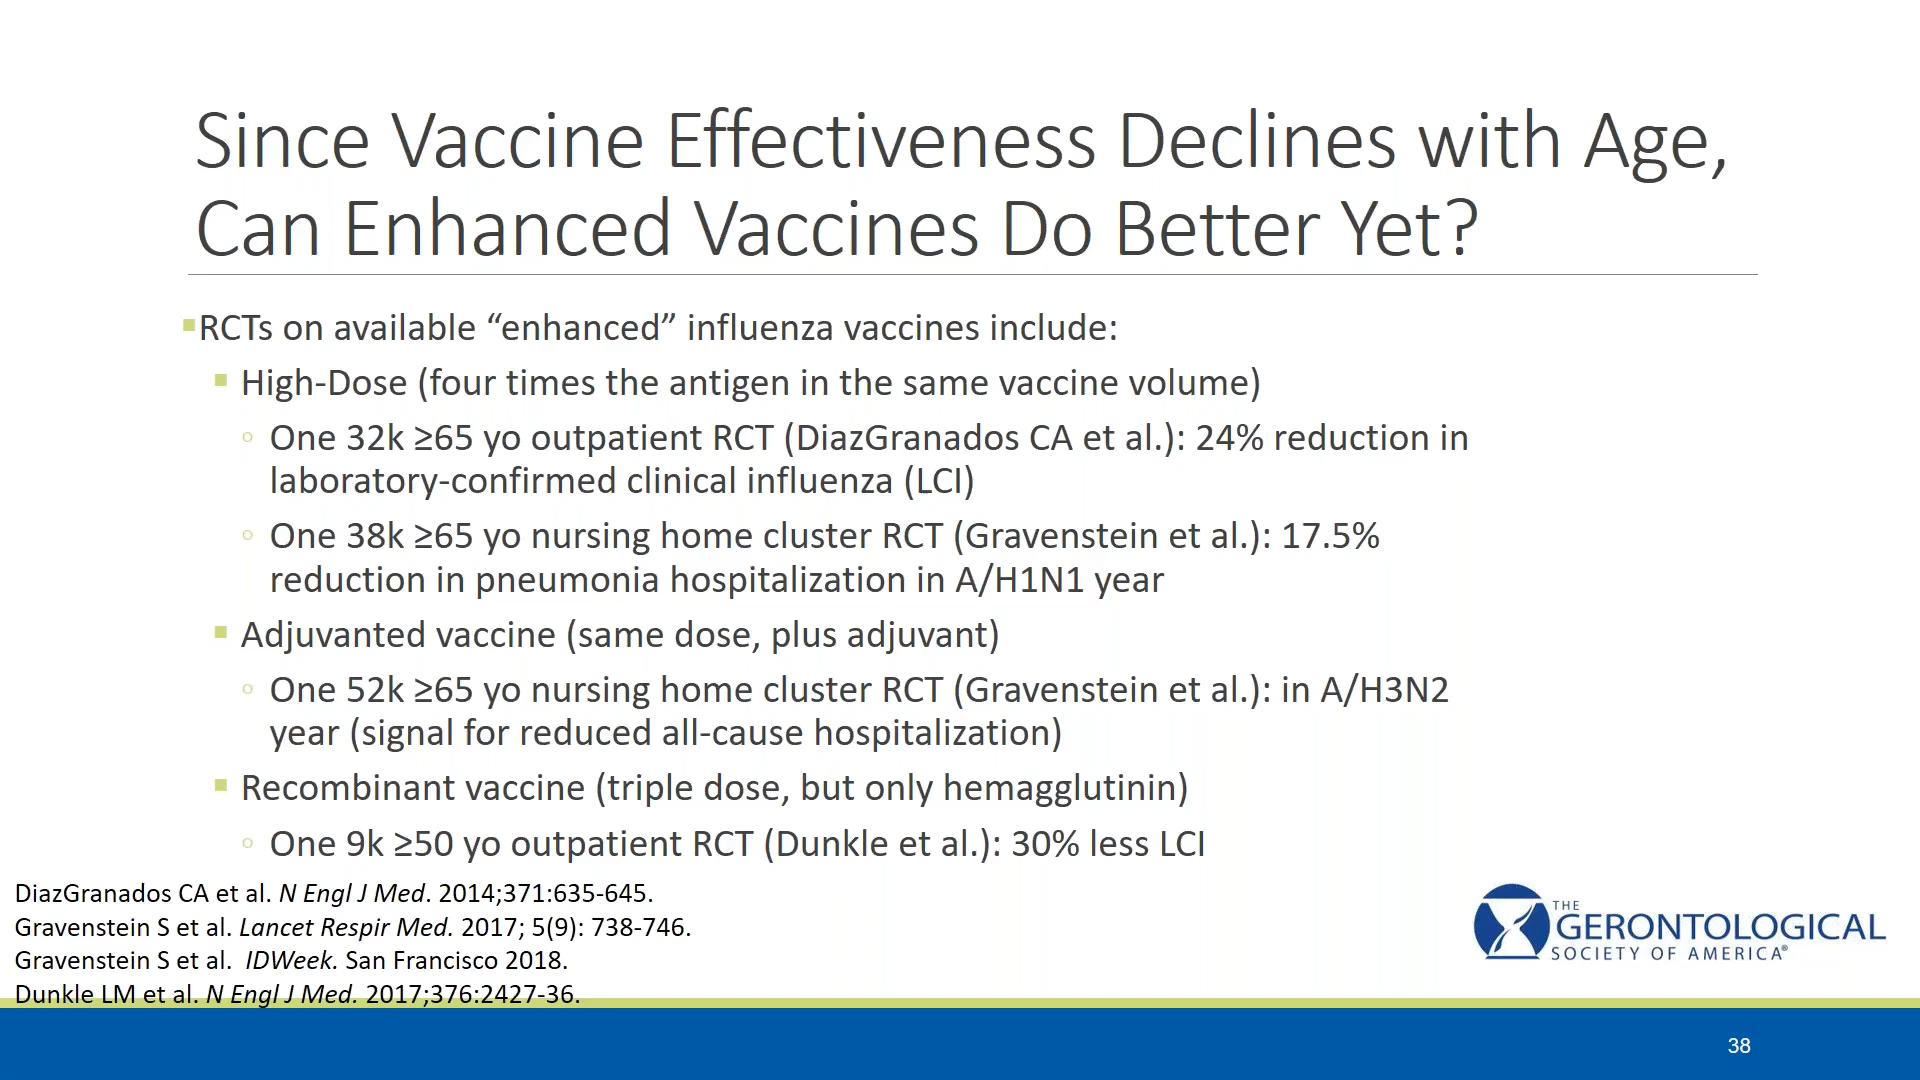 Since Vaccine Effectiveness Declines with Age,
Can Enhanced Vaccines Do Better Yet?
RCTs on available “enhanced” influenza vaccines include:
High-Dose (four times the antigen in the same vaccine volume)
One 32k ≥65 yo outpatient RCT (DiazGranados CA et al.): 24% reduction in
laboratory-confirmed clinical influenza (LCI)
One 38k ≥65 yo nursing home cluster RCT (Gravenstein et al.): 17.5%
reduction in pneumonia hospitalization in A/H1N1 year
Adjuvanted vaccine (same dose, plus adjuvant)
One 52k ≥65 yo nursing home cluster RCT (Gravenstein et al.): in A/H3N2
year (signal for reduced all-cause hospitalization)
Recombinant vaccine (triple dose, but only hemagglutinin)
One 9k ≥50 yo outpatient RCT (Dunkle et al.): 30% less LCI
DiazGranados CA et al. N Engl J Med. 2014;371:635-645.
Gravenstein S et al. Lancet Respir Med. 2017; 5(9): 738-746.
Gravenstein S et al. IDWeek. San Francisco 2018.
Dunkle LM et al. N Engl J Med. 2017;376:2427-36.
THE
GERONTOLOGICAL
SOCIETY OF AMERICA®
38